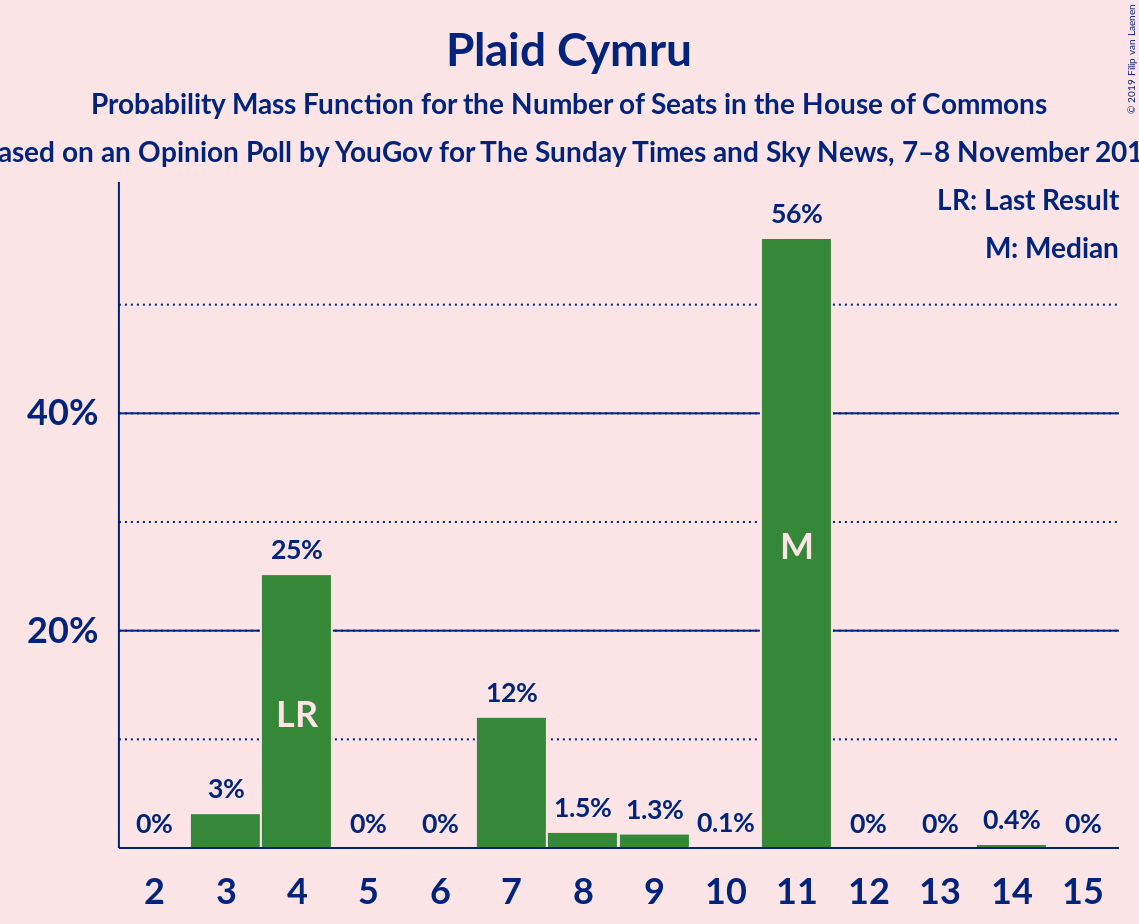 Plaid Cymru
Probability Mass Function for the Number of Seats in the House of Commons
ased on an Opinion Poll by YouGov for The Sunday Times and Sky News, 7–8 November 201
© 2019 Filip van Laenen
LR: Last Result
M: Median
56%
40%
25%
M
20%
12%
LR
3%
0%
0%
0%
1.5%
1.3%
0.1%
0%
0%
0.4%
0%
2 3 4 5 6 7 8 9 10 11 12 13 14 15